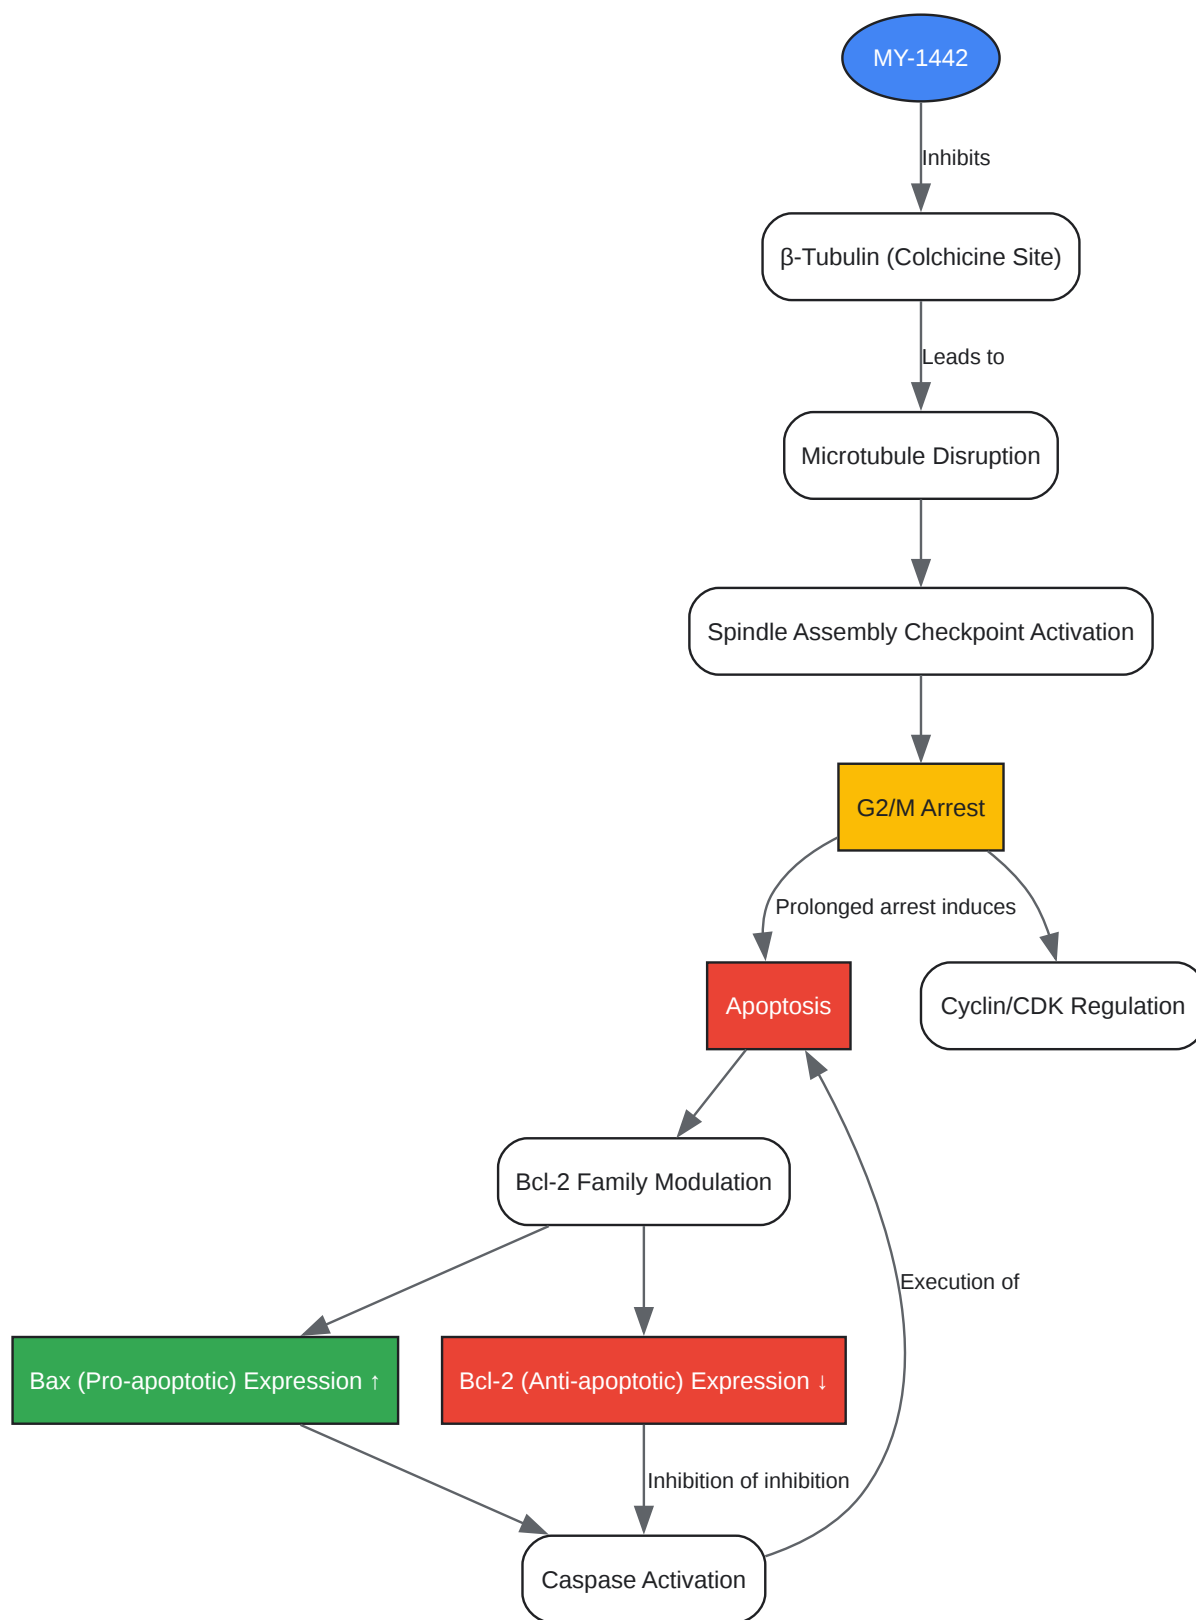 MY-1442
Inhibits
β-Tubulin (Colchicine Site)
Leads to
Microtubule Disruption
Spindle Assembly Checkpoint Activation
G2/M Arrest
Prolonged arrest induces
Apoptosis
Cyclin/CDK Regulation
Bcl-2 Family Modulation
Execution of
Bax (Pro-apoptotic) Expression ↑
Bcl-2 (Anti-apoptotic) Expression ↓
Inhibition of inhibition
Caspase Activation